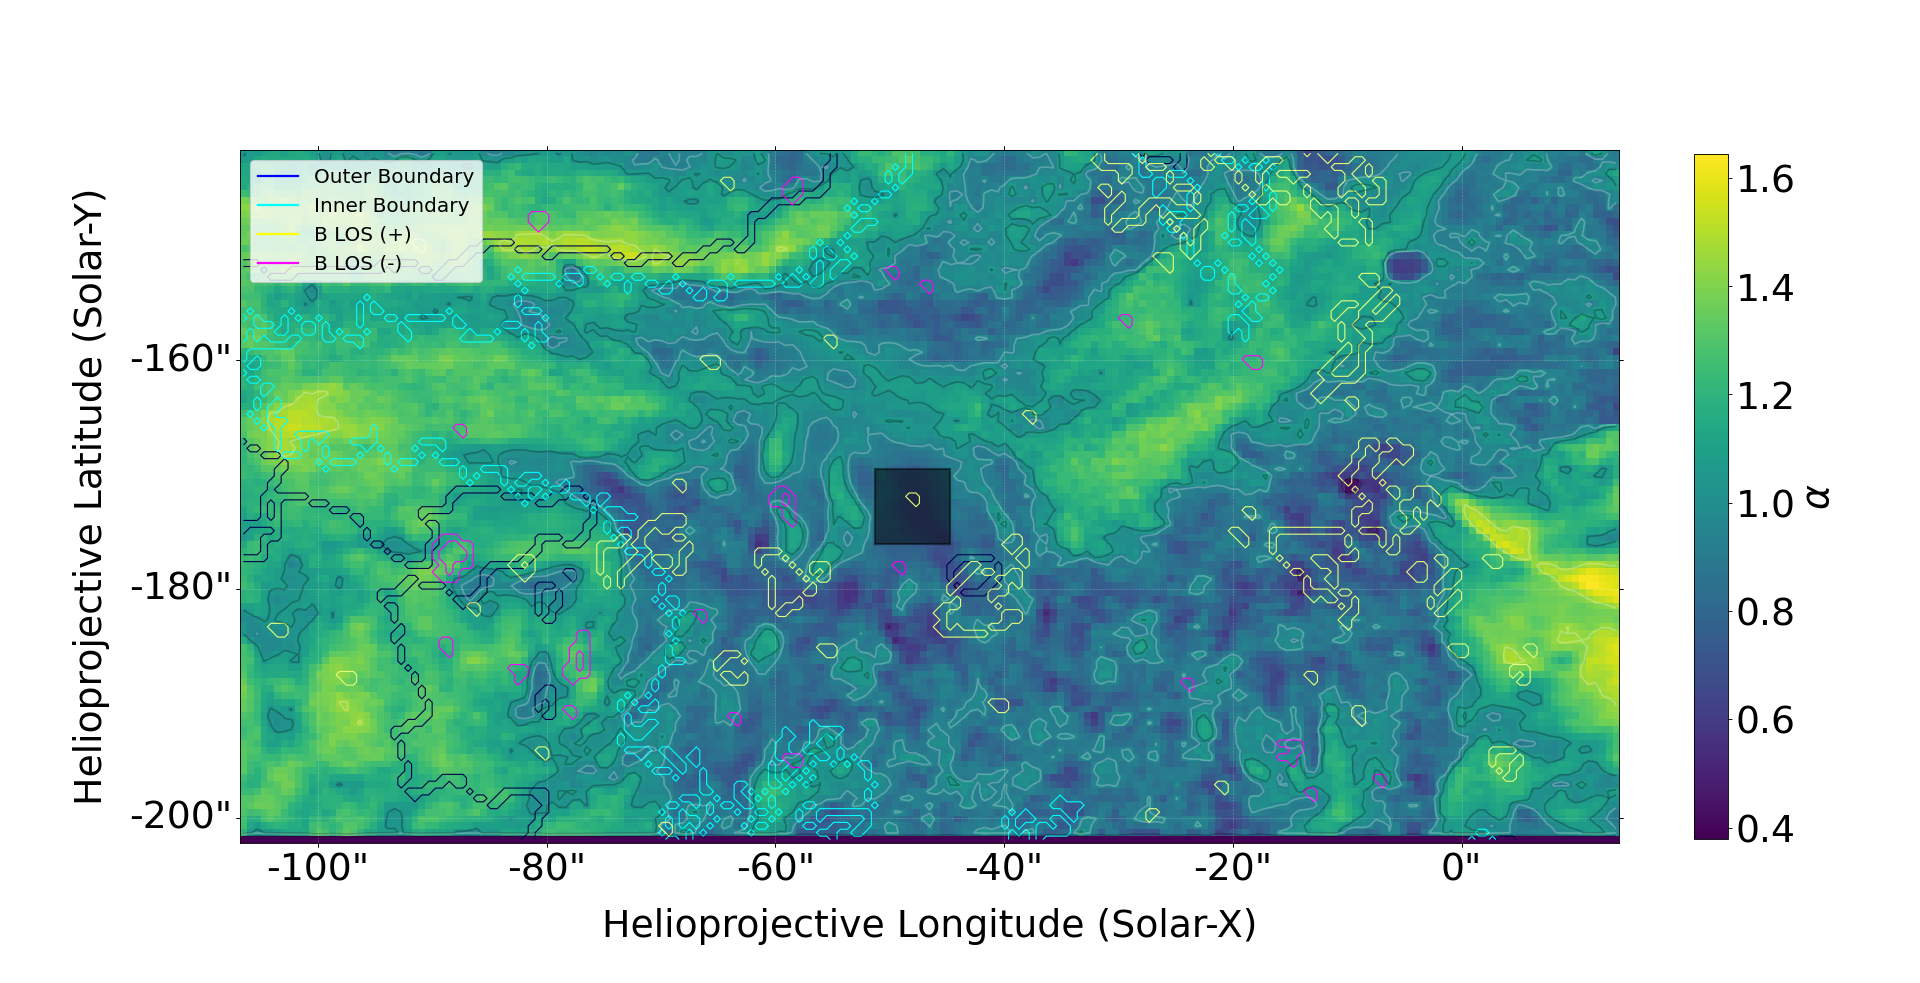 Outer Boundary
Inner Boundary
B LOS (+)
B LOS (-)
Helioprojective Latitude (Solar-Y)
-160"
-180"
-200"
-100"
-80"
-60"
-40"
-20"
0"
Helioprojective Longitude (Solar-X)
1.6
1.4
1.2
1.0
0.8
0.6
0.4
α